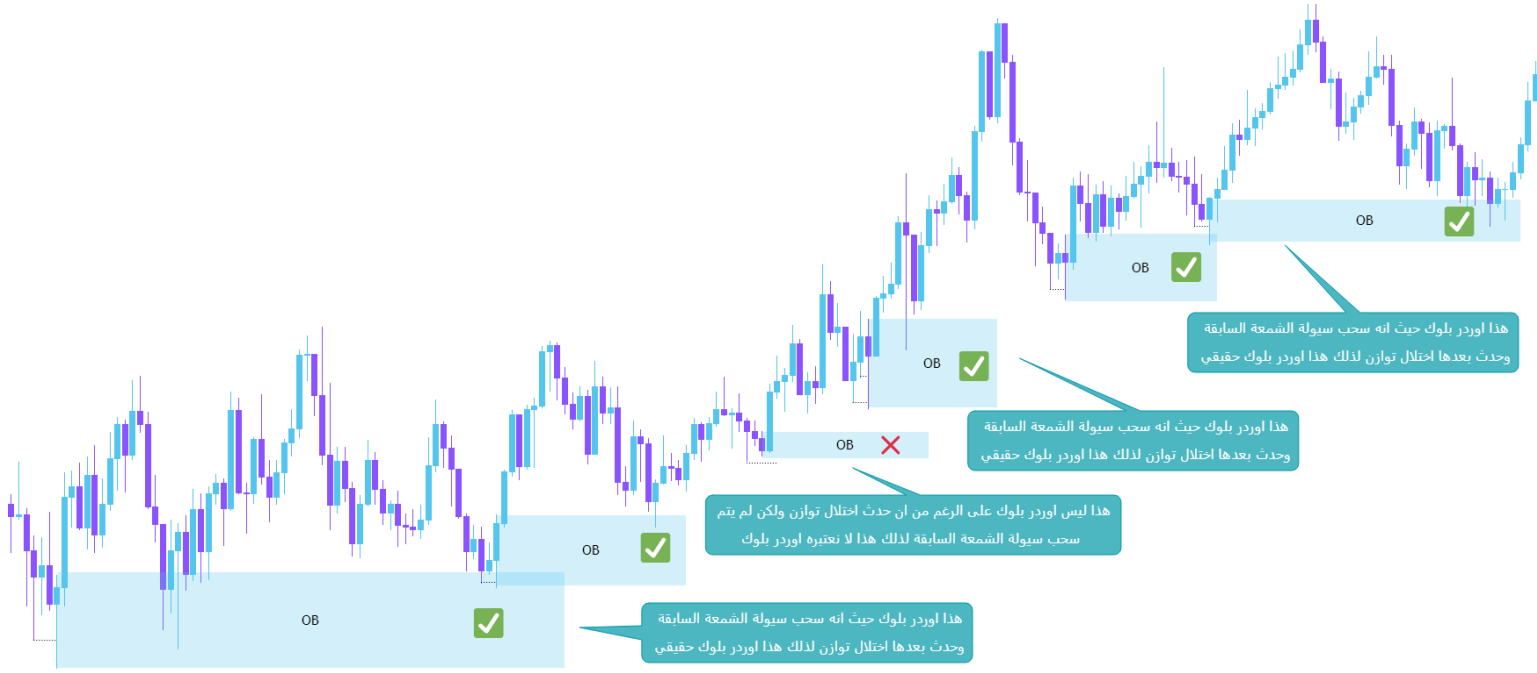 OB
هذا اوردر بلوك حيث انه سحب سيولة الشمعة السابقة
وحدث بعدها اختلال توازن لذلك هذا اوردر بلوك حقيقي
OB
OB
هذا اوردر بلوك حيث انه سحب سيولة الشمعة السابقة
وحدث بعدها اختلال توازن لذلك هذا اوردر بلوك حقيقي
OB
هذا ليس اوردر بلوك على الرغم من ان حدث اختلال توازن ولكن لم يتم
سحب سيولة الشمعة السابقة لذلك هذا لا نعتبره اوردر بلوك
OB
OB
هذا اوردر بلوك حيث انه سحب سيولة الشمعة السابقة
وحدث بعدها اختلال توازن لذلك هذا اوردر بلوك حقيقي